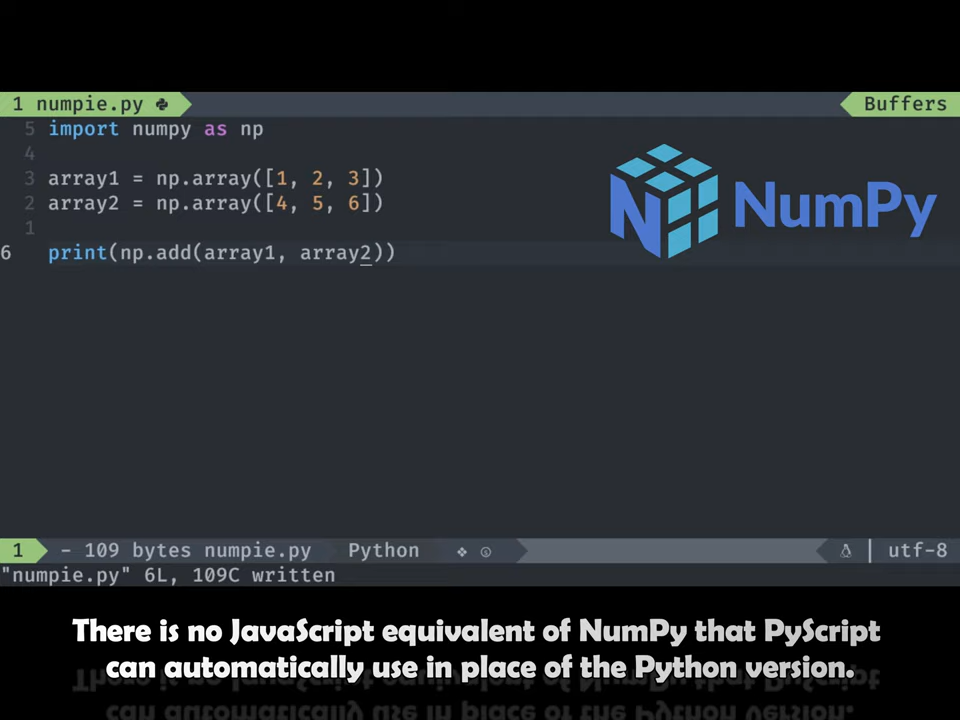 1 numpie.py
Buffers
5 import numpy as np
4
3 array1 = np.array([1, 2, 3])
2 array2 = np.array([4, 5, 6])
1
6 print(np.add(array1, array2))
NumPy
1 - 109 bytes numpie.py Python utf-8
"numpie.py" 6L, 109C written
There is no JavaScript equivalent of NumPy that PyScript
can automatically use in place of the Python version.